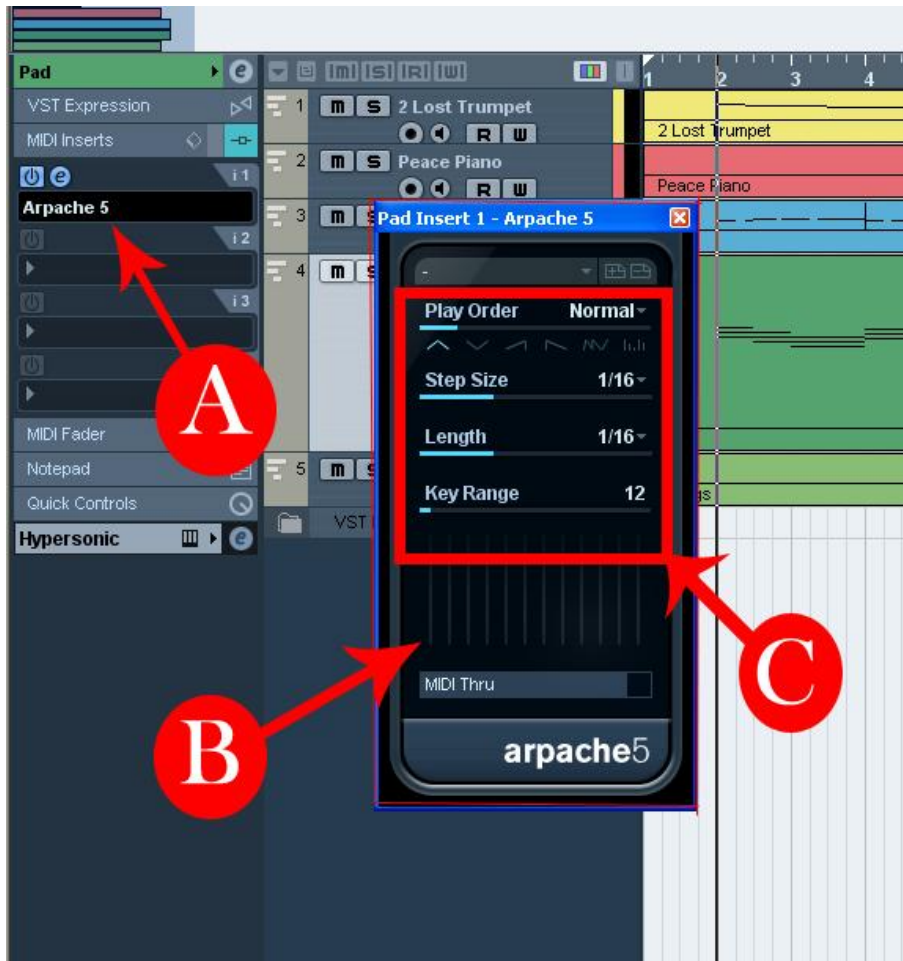 Pad
e
VST Expression
MIDI Inserts
e
i 1
Arpache 5
i 2
i 3
MIDI Fader
Notepad
Quick Controls
Hypersonic
e
[m] [S] [R] [W]
1 2 3 4
1 m S 2 Lost Trumpet
R W
2 Lost Trumpet
2 m S Peace Piano
R W
Peace Piano
3 m
4 m
5 m
VST
Pad Insert 1 - Arpache 5
-
Play Order Normal
Step Size 1/16
Length 1/16
Key Range 12
MIDI Thru
arpache5
A
B
C